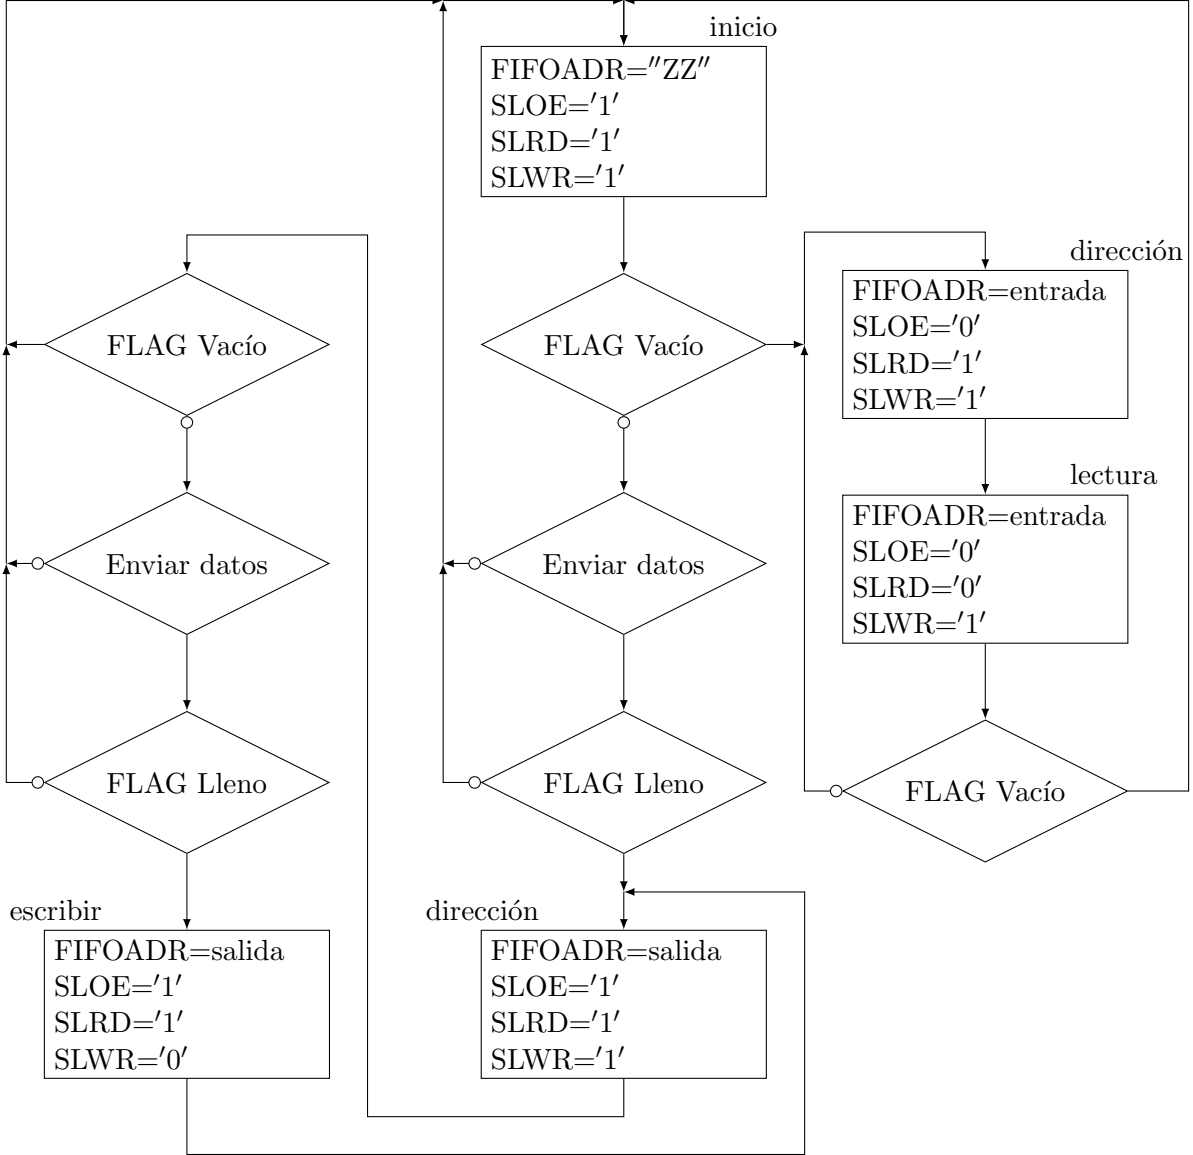 inicio
FIFOADR=″ZZ″
SLOE=′1′
SLRD=′1′
SLWR=′1′
FLAG Vacío
FLAG Vacío
dirección
FIFOADR=entrada
SLOE=′0′
SLRD=′1′
SLWR=′1′
Enviar datos
Enviar datos
lectura
FIFOADR=entrada
SLOE=′0′
SLRD=′0′
SLWR=′1′
FLAG Lleno
FLAG Lleno
FLAG Vacío
escribir
FIFOADR=salida
SLOE=′1′
SLRD=′1′
SLWR=′0′
dirección
FIFOADR=salida
SLOE=′1′
SLRD=′1′
SLWR=′1′